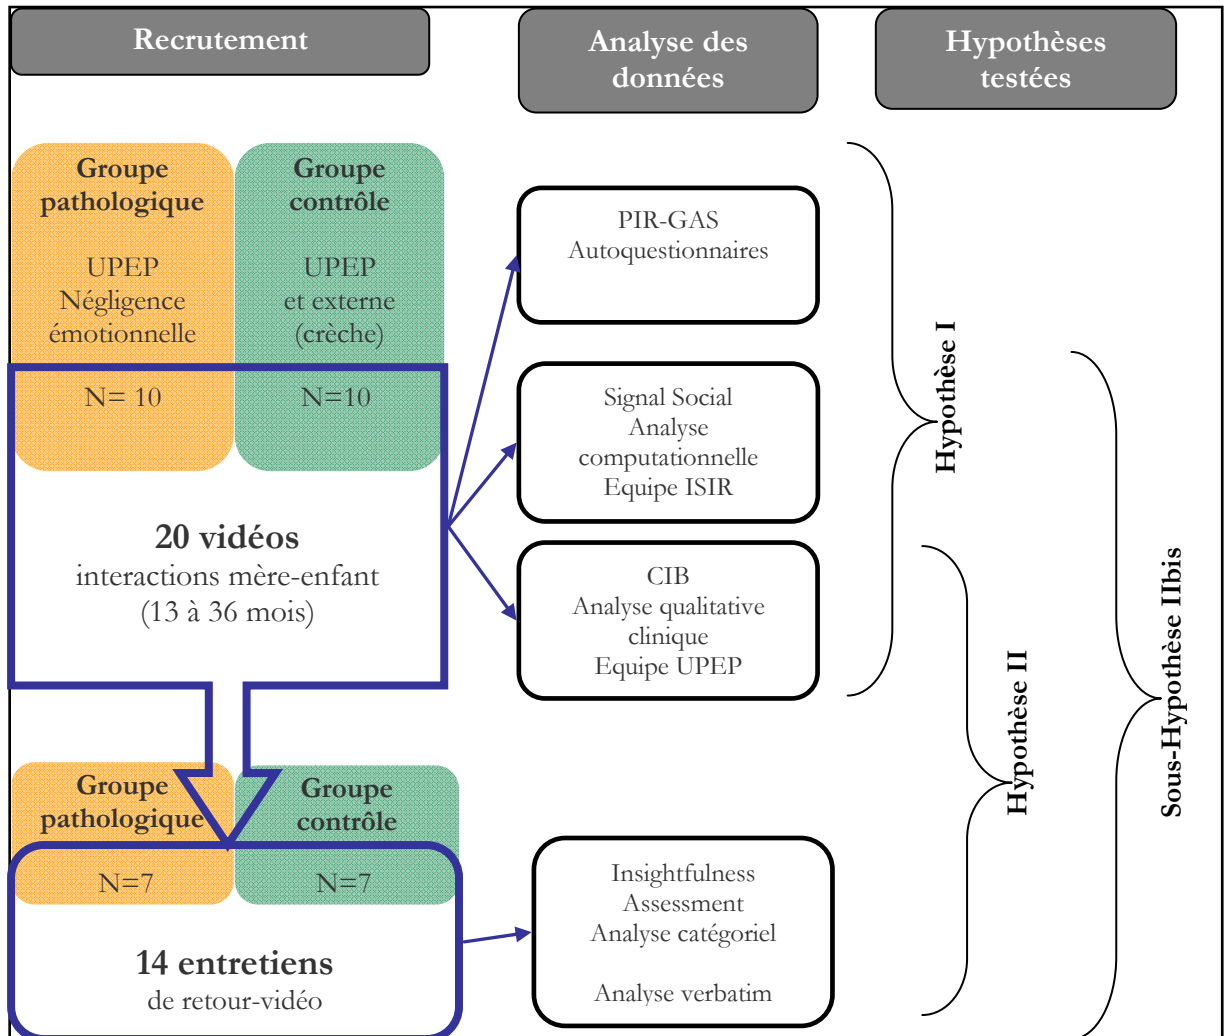 Recrutement
Analyse des
données
Hypothèses
testées
Groupe
pathologique
UPEP
Négligence
émotionnelle
N= 10
Groupe
contrôle
UPEP
et externe
(crèche)
N=10
20 vidéos
interactions mère-enfant
(13 à 36 mois)
PIR-GAS
Autoquestionnaires
Signal Social
Analyse
computationnelle
Equipe ISIR
CIB
Analyse qualitative
clinique
Equipe UPEP
Hypothèse I
Hypothèse II
Sous-Hypothèse IIbis
Groupe
pathologique
N=7
Groupe
contrôle
N=7
14 entretiens
de retour-vidéo
Insightfulness
Assessment
Analyse catégoriel
Analyse verbatim